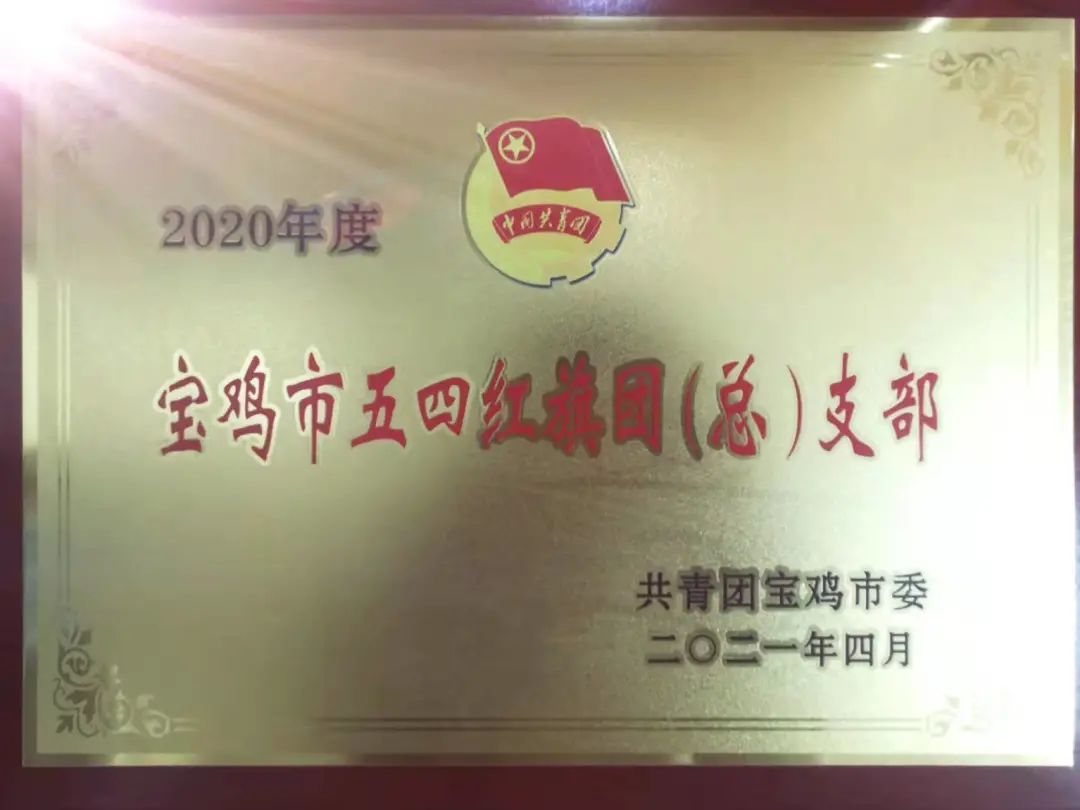 中国共青团
2020年度
宝鸡市五四红旗团(总)支部
共青团宝鸡市委
二〇二一年四月